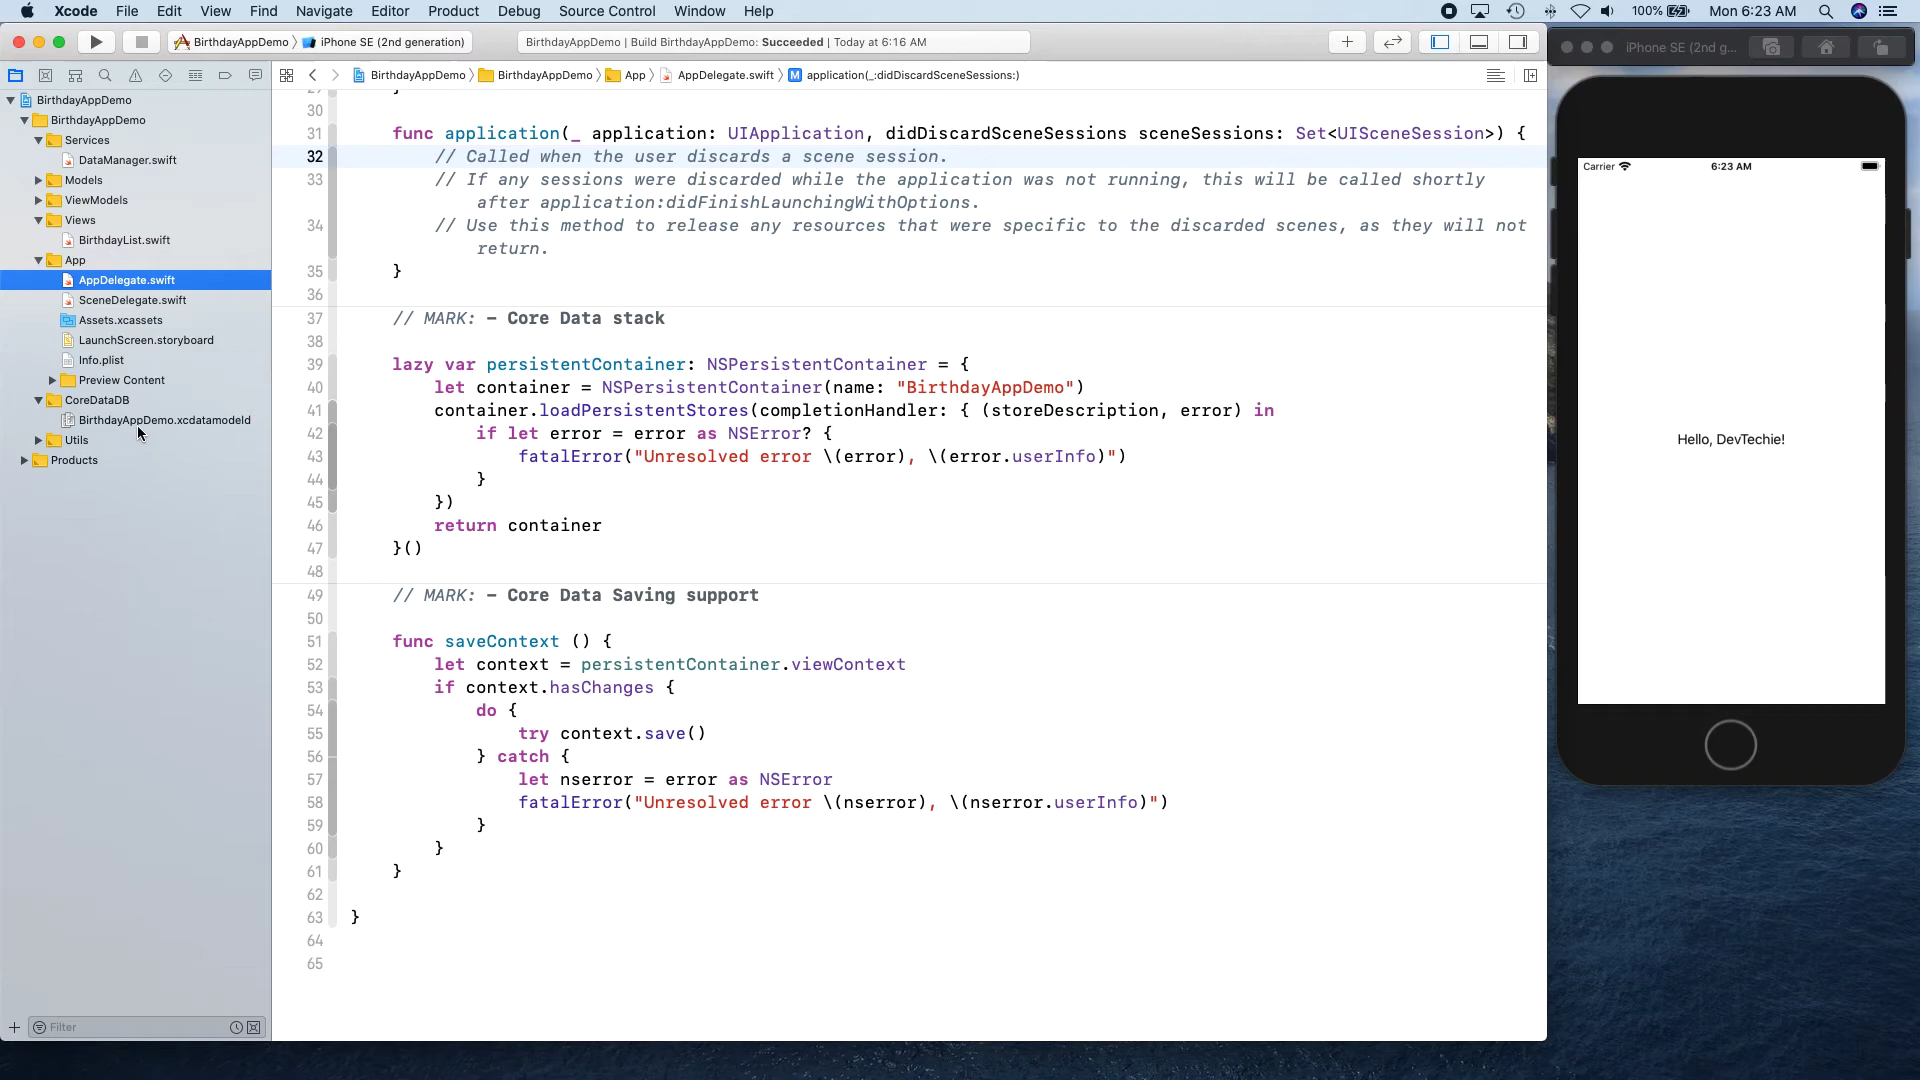 Xcode File Edit View Find Navigate Editor Product Debug Source Control Window Help 100% Mon 6:23 AM
BirthdayAppDemo iPhone SE (2nd generation) BirthdayAppDemo | Build BirthdayAppDemo: Succeeded | Today at 6:16 AM
iPhone SE (2nd g...
BirthdayAppDemo BirthdayAppDemo App AppDelegate.swift M application(_:didDiscardSceneSessions:)
BirthdayAppDemo
BirthdayAppDemo
Services
DataManager.swift
Models
ViewModels
Views
BirthdayList.swift
App
AppDelegate.swift
SceneDelegate.swift
Assets.xcassets
LaunchScreen.storyboard
Info.plist
Preview Content
CoreDataDB
BirthdayAppDemo.xcdatamodeld
Utils
Products
Filter
30
31 func application(_ application: UIApplication, didDiscardSceneSessions sceneSessions: Set<UISceneSession>) {
32 // Called when the user discards a scene session.
33 // If any sessions were discarded while the application was not running, this will be called shortly
after application:didFinishLaunchingWithOptions.
34 // Use this method to release any resources that were specific to the discarded scenes, as they will not
return.
35 }
36
37 // MARK: - Core Data stack
38
39 lazy var persistentContainer: NSPersistentContainer = {
40 let container = NSPersistentContainer(name: "BirthdayAppDemo")
41 container.loadPersistentStores(completionHandler: { (storeDescription, error) in
42 if let error = error as NSError? {
43 fatalError("Unresolved error \(error), \(error.userInfo)")
44 }
45 })
46 return container
47 }()
48
49 // MARK: - Core Data Saving support
50
51 func saveContext () {
52 let context = persistentContainer.viewContext
53 if context.hasChanges {
54 do {
55 try context.save()
56 } catch {
57 let nserror = error as NSError
58 fatalError("Unresolved error \(nserror), \(nserror.userInfo)")
59 }
60 }
61 }
62
63 }
64
65
Carrier 6:23 AM
Hello, DevTechie!